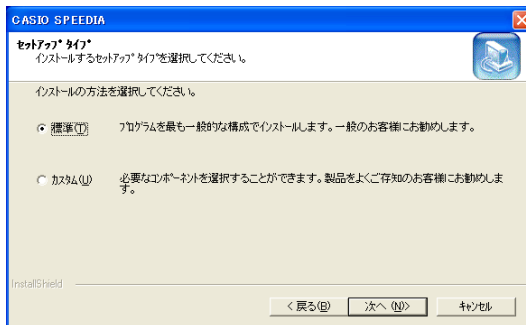 CASIO SPEEDIA
ｾｯﾄｱｯﾌﾟ ﾀｲﾌﾟ
ｲﾝｽﾄｰﾙするｾｯﾄｱｯﾌﾟ ﾀｲﾌﾟを選択してください。
ｲﾝｽﾄｰﾙの方法を選択してください。
標準(T)
ﾌﾟﾛｸﾞﾗﾑを最も一般的な構成でｲﾝｽﾄｰﾙします。一般のお客様にお勧めします。
ｶｽﾀﾑ(U)
必要なｺﾝﾎﾟｰﾈﾝﾄを選択することができます。製品をよくご存知のお客様にお勧めしま
す。
InstallShield
< 戻る(B)
次へ (N)>
ｷｬﾝｾﾙ